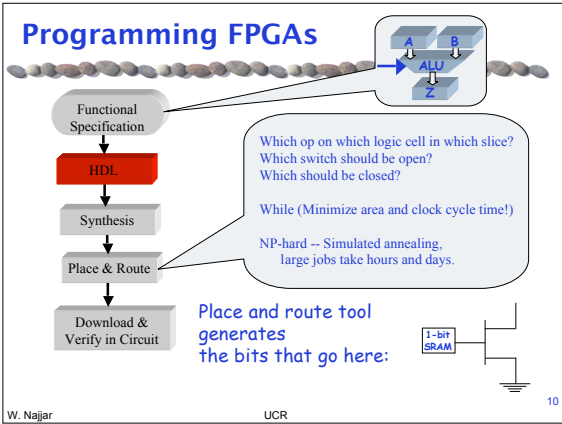 Programming FPGAs
A B
ALU
Z
Functional
Specification
HDL
Synthesis
Place & Route
Download &
Verify in Circuit
Which op on which logic cell in which slice?
Which switch should be open?
Which should be closed?
While (Minimize area and clock cycle time!)
NP-hard -- Simulated annealing,
large jobs take hours and days.
Place and route tool
generates
the bits that go here:
1-bit
SRAM
W. Najjar
UCR
10